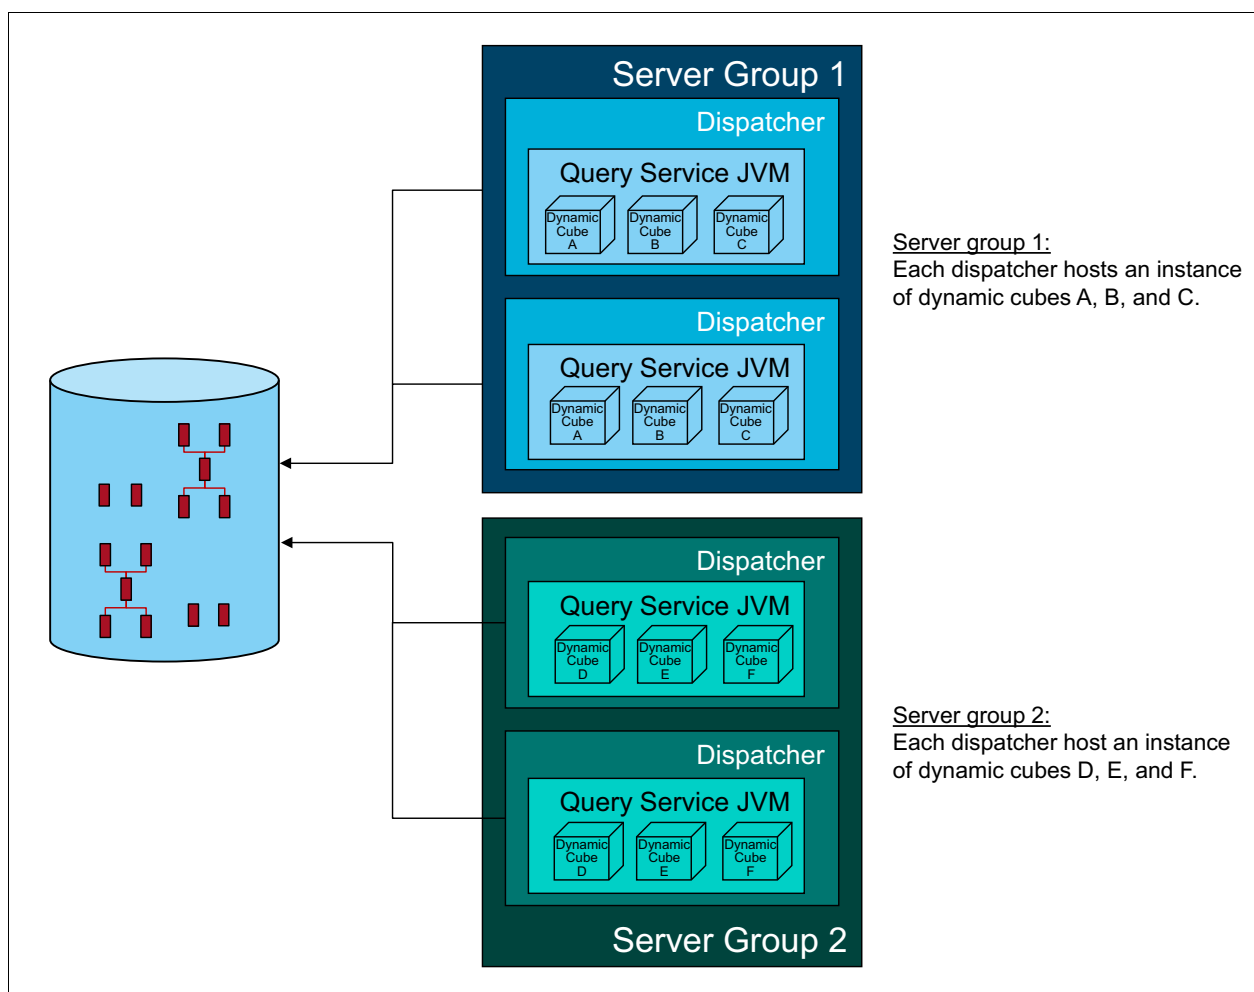 Server Group 1
Dispatcher
Query Service JVM
Dynamic
Cube
A
Dynamic
Cube
B
Dynamic
Cube
C
Dispatcher
Query Service JVM
Dynamic
Cube
A
Dynamic
Cube
B
Dynamic
Cube
C
Server group 1:
Each dispatcher hosts an instance
of dynamic cubes A, B, and C.
Dispatcher
Query Service JVM
Dynamic
Cube
D
Dynamic
Cube
E
Dynamic
Cube
F
Dispatcher
Query Service JVM
Dynamic
Cube
D
Dynamic
Cube
E
Dynamic
Cube
F
Server Group 2
Server group 2:
Each dispatcher host an instance
of dynamic cubes D, E, and F.